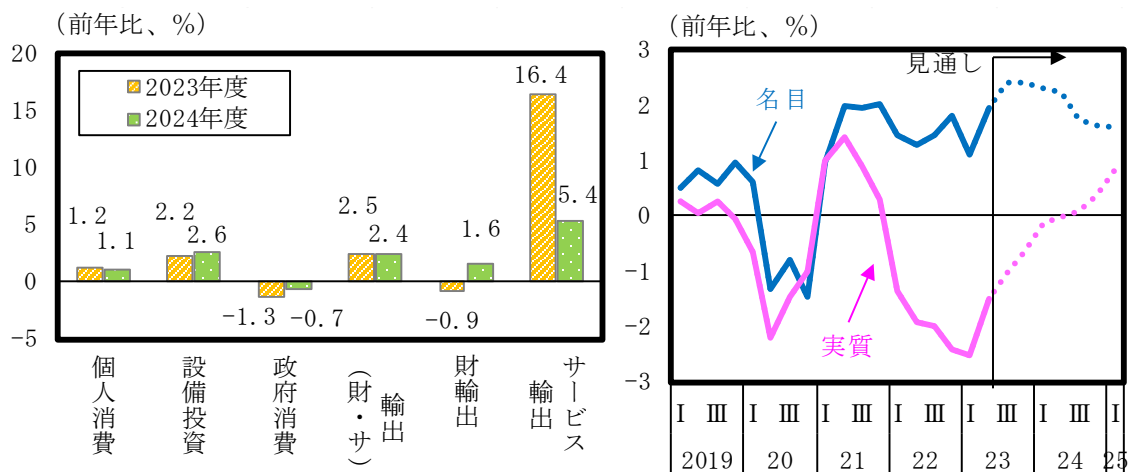 (前年比、%)
20
15
10
5
0
-5
2023年度
2024年度
1.2
1.1
2.2
2.6
-1.3
-0.7
2.5
2.4
-0.9
1.6
16.4
5.4
個人消費
設備投資
政府消費
輸出
(財・サ)
財輸出
サービス
輸出
(前年比、%)
3
2
1
0
-1
-2
-3
見通し
名目
実質
Ⅰ Ⅲ Ⅰ Ⅲ Ⅰ Ⅲ Ⅰ Ⅲ Ⅰ Ⅲ Ⅰ Ⅲ Ⅰ
2019 20 21 22 23 24 25